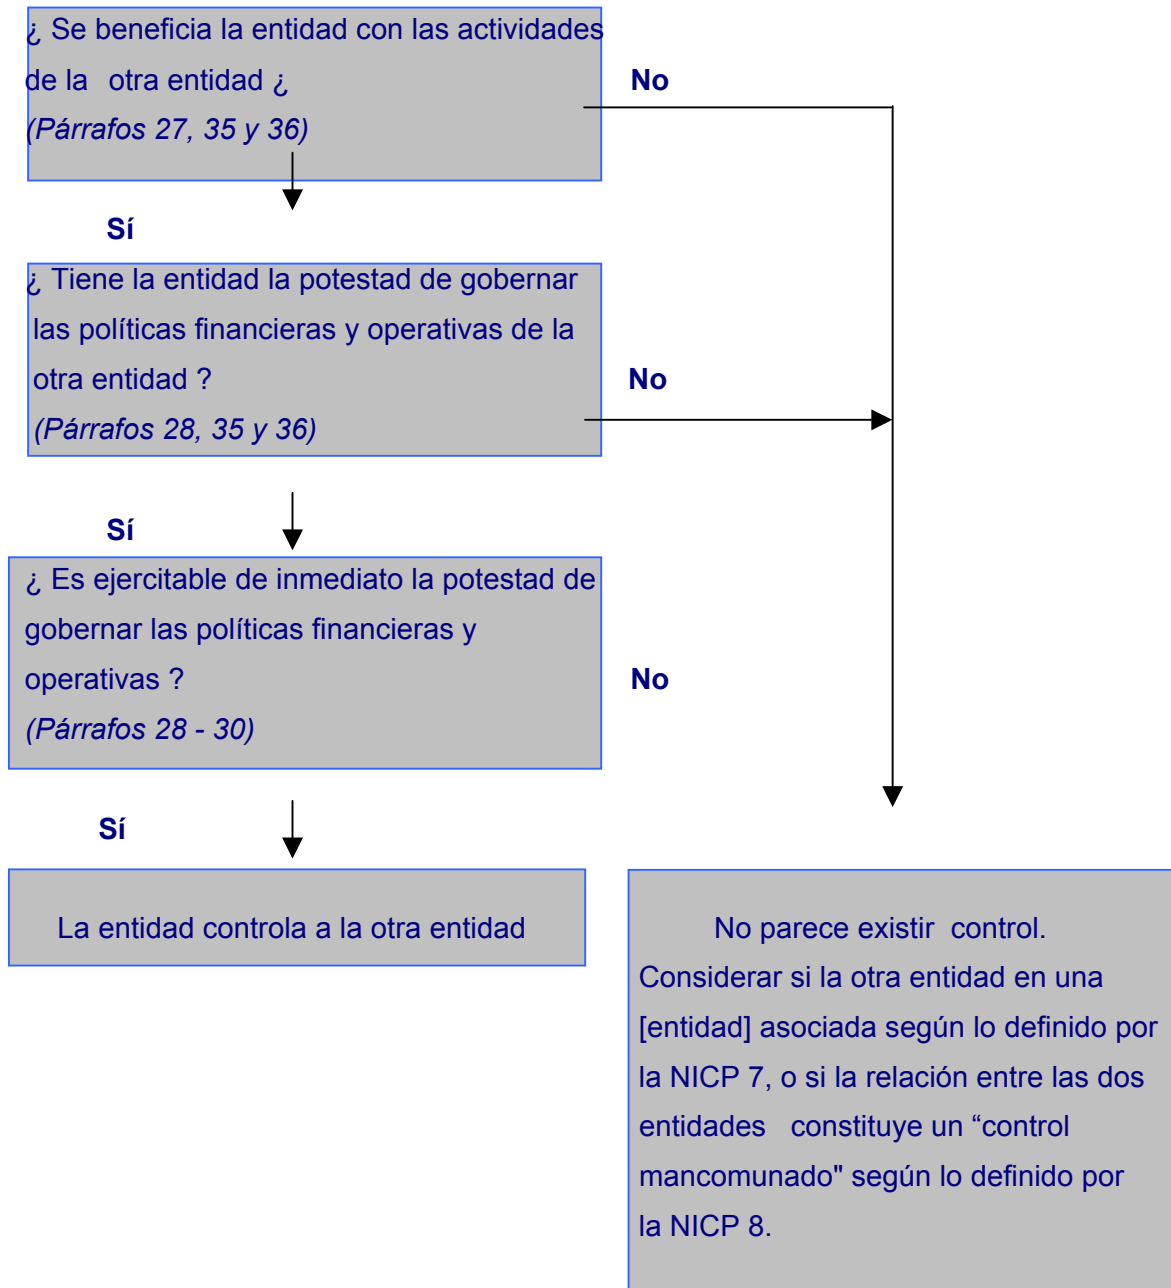 ¿ Se beneficia la entidad con las actividades
de la otra entidad ¿
(Párrafos 27, 35 y 36)
No
Sí
¿ Tiene la entidad la potestad de gobernar
las políticas financieras y operativas de la
otra entidad ?
(Párrafos 28, 35 y 36)
No
Sí
¿ Es ejercitable de inmediato la potestad de
gobernar las políticas financieras y
operativas ?
(Párrafos 28 - 30)
No
Sí
La entidad controla a la otra entidad
No parece existir control.
Considerar si la otra entidad en una
[entidad] asociada según lo definido por
la NICP 7, o si la relación entre las dos
entidades constituye un “control
mancomunado" según lo definido por
la NICP 8.